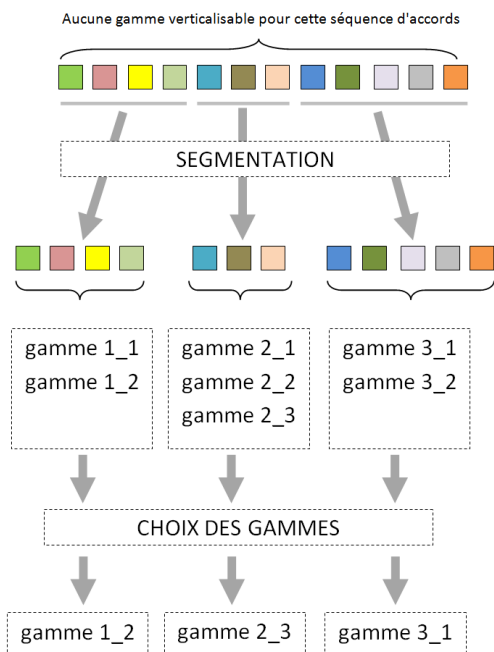 Aucune gamme verticalisable pour cette séquence d'accords
SEGMENTATION
gamme 1_1
gamme 1_2
gamme 2_1
gamme 2_2
gamme 2_3
gamme 3_1
gamme 3_2
CHOIX DES GAMMES
gamme 1_2
gamme 2_3
gamme 3_1